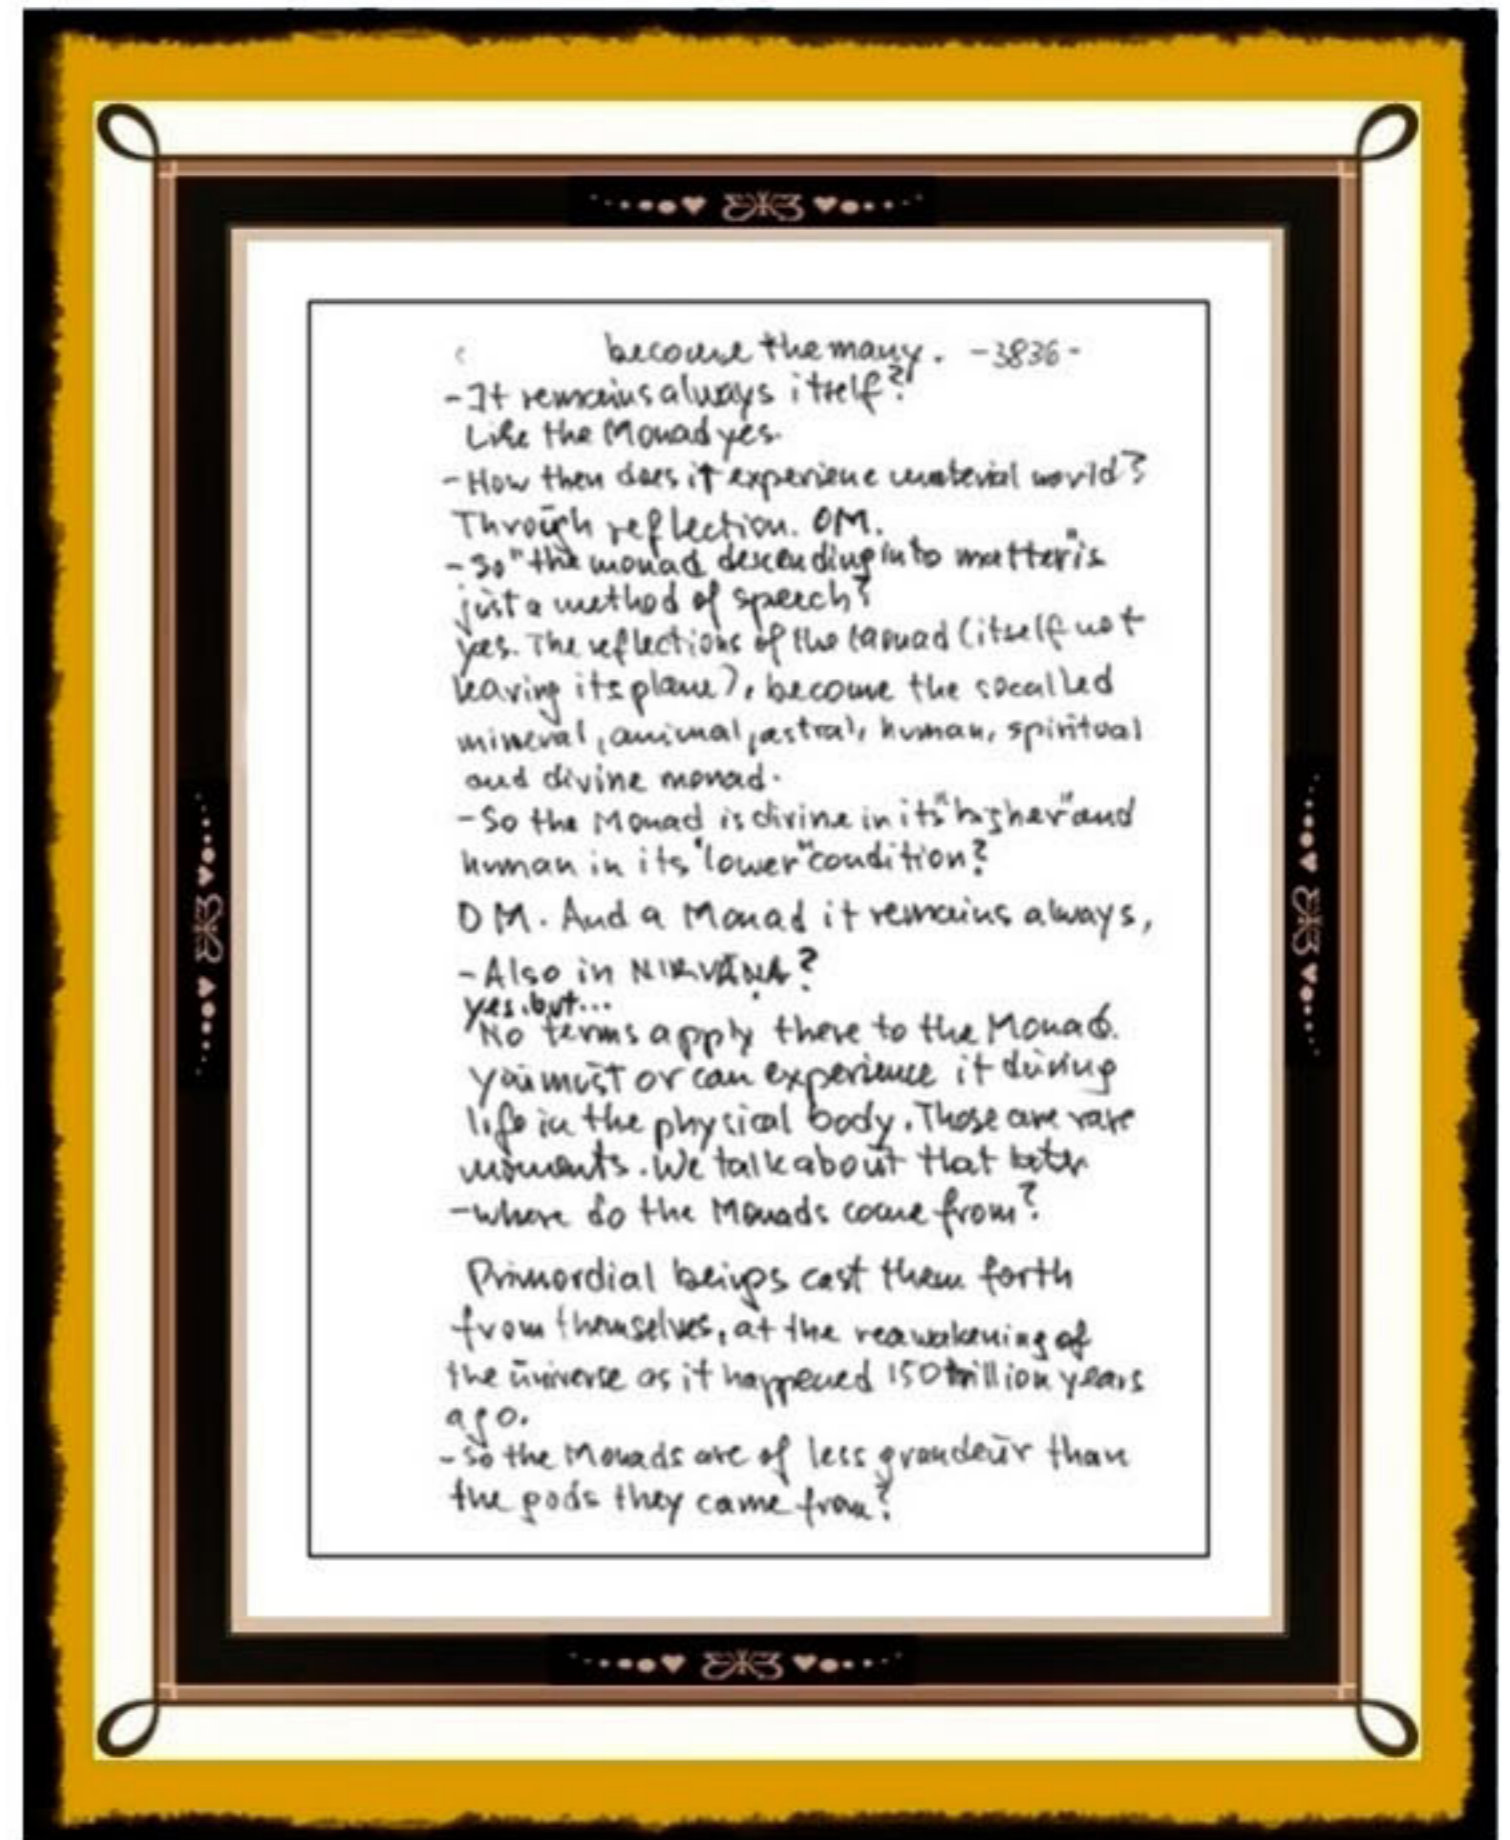 become the many. -3836-
-It remains always itself?
Like the Monad yes.
-How then does it experience material world?
Through reflection. OM.
-So "the monad descending into matter" is
just a method of speech?
yes. The reflections of the Monad (itself not
leaving its plane), become the socalled
mineral, animal, astral, human, spiritual
and divine monad.
-So the Monad is divine in its "higher" and
human in its "lower" condition?
OM. And a Monad it remains always,
-Also in NIRVANA?
yes, but...
No terms apply there to the Monad.
You must or can experience it during
life in the physical body. Those are rare
moments. We talk about that later
-where do the Monads come from?
Primordial beings cast them forth
from themselves, at the reawakening of
the universe as it happened 150 trillion years
ago.
-So the Monads are of less grandeur than
the gods they came from?